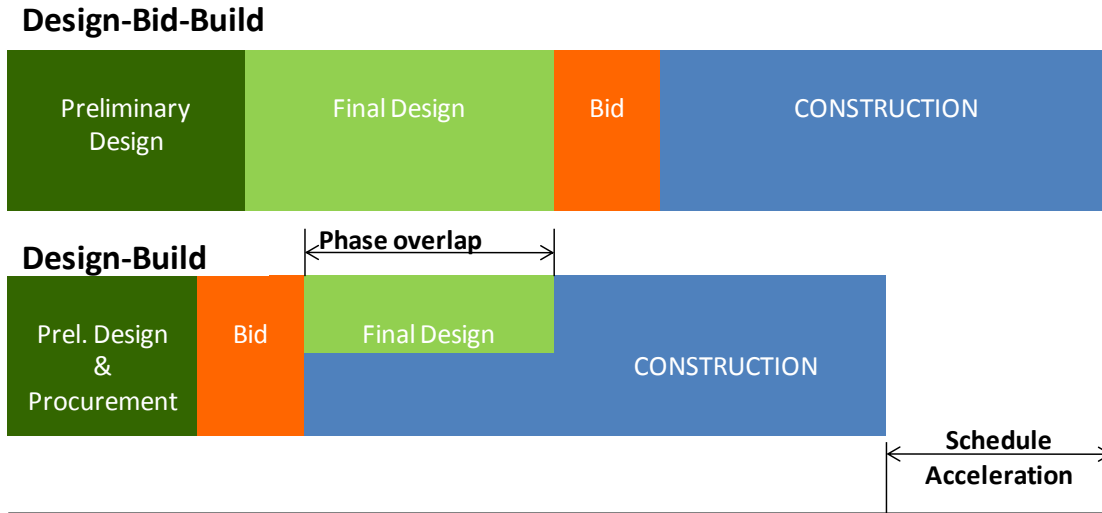 Design-Bid-Build
Preliminary
Design
Final Design
Bid
CONSTRUCTION
Phase overlap
Design-Build
Prel. Design
&
Procurement
Bid
Final Design
CONSTRUCTION
Schedule
Acceleration